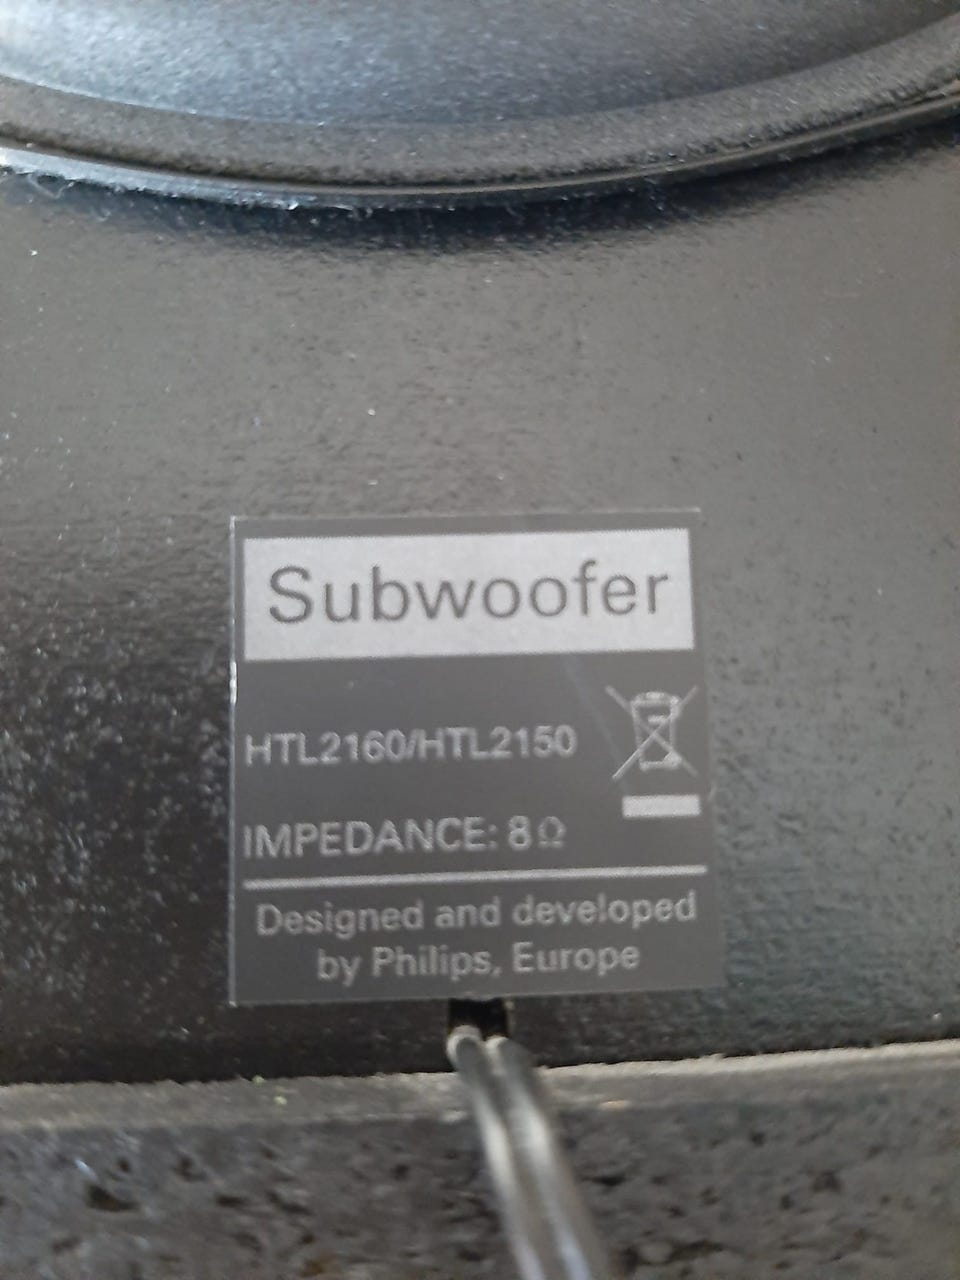 Subwoofer
HTL2160/HTL2150
IMPEDANCE: 8Ω
Designed and developed
by Philips, Europe